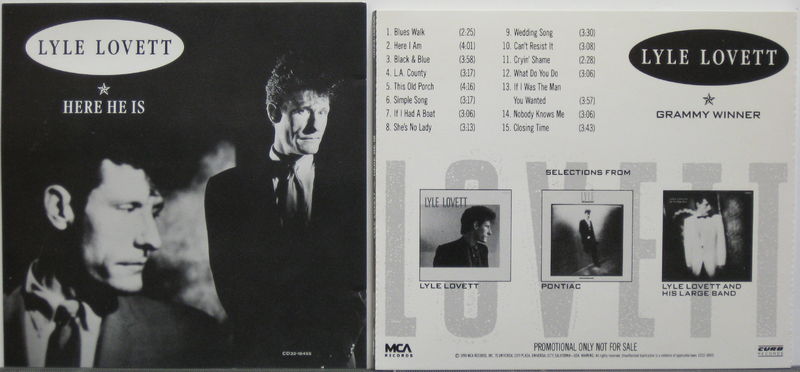 LYLE LOVETT
HERE HE IS
CD33-18455
1. Blues Walk (2:25)
2. Here I Am (4:01)
3. Black & Blue (3:58)
4. L.A. County (3:17)
5. This Old Porch (4:16)
6. Simple Song (3:17)
7. If I Had A Boat (3:06)
8. She's No Lady (3:13)
9. Wedding Song (3:30)
10. Can't Resist It (3:08)
11. Cryin' Shame (2:28)
12. What Do You Do (3:06)
13. If I Was The Man
You Wanted (3:57)
14. Nobody Knows Me (3:06)
15. Closing Time (3:43)
LYLE LOVETT
GRAMMY WINNER
LOVETT
SELECTIONS FROM
LYLE LOVETT
LYLE
LYLE LOVETT
PONTIAC
LYLE LOVETT AND
HIS LARGE BAND
PROMOTIONAL ONLY NOT FOR SALE
MCA
RECORDS
CURB
RECORDS